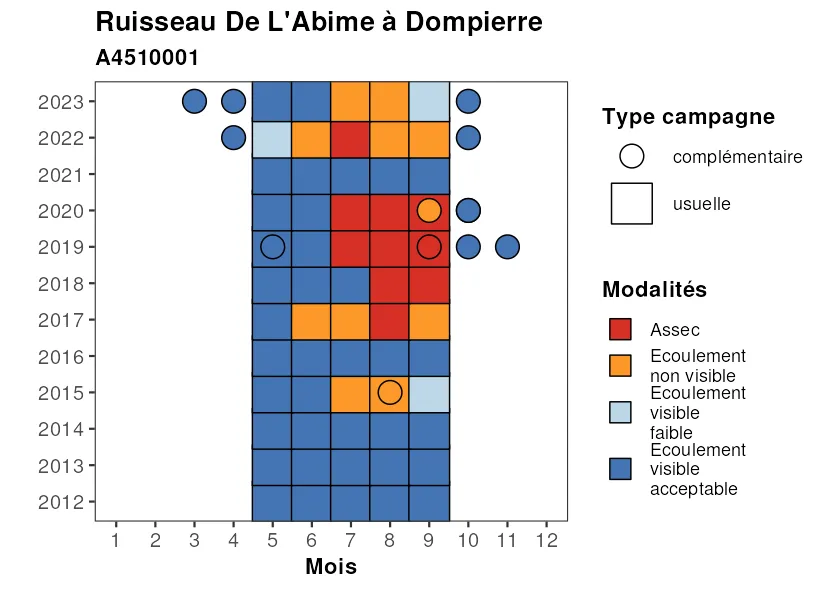 Ruisseau De L'Abime à Dompierre
A4510001
2023
2022
2021
2020
2019
2018
2017
2016
2015
2014
2013
2012
1 2 3 4 5 6 7 8 9 10 11 12
Mois
Type campagne
complémentaire
usuelle
Modalités
Assec
Ecoulement
non visible
Ecoulement
visible
faible
Ecoulement
visible
acceptable